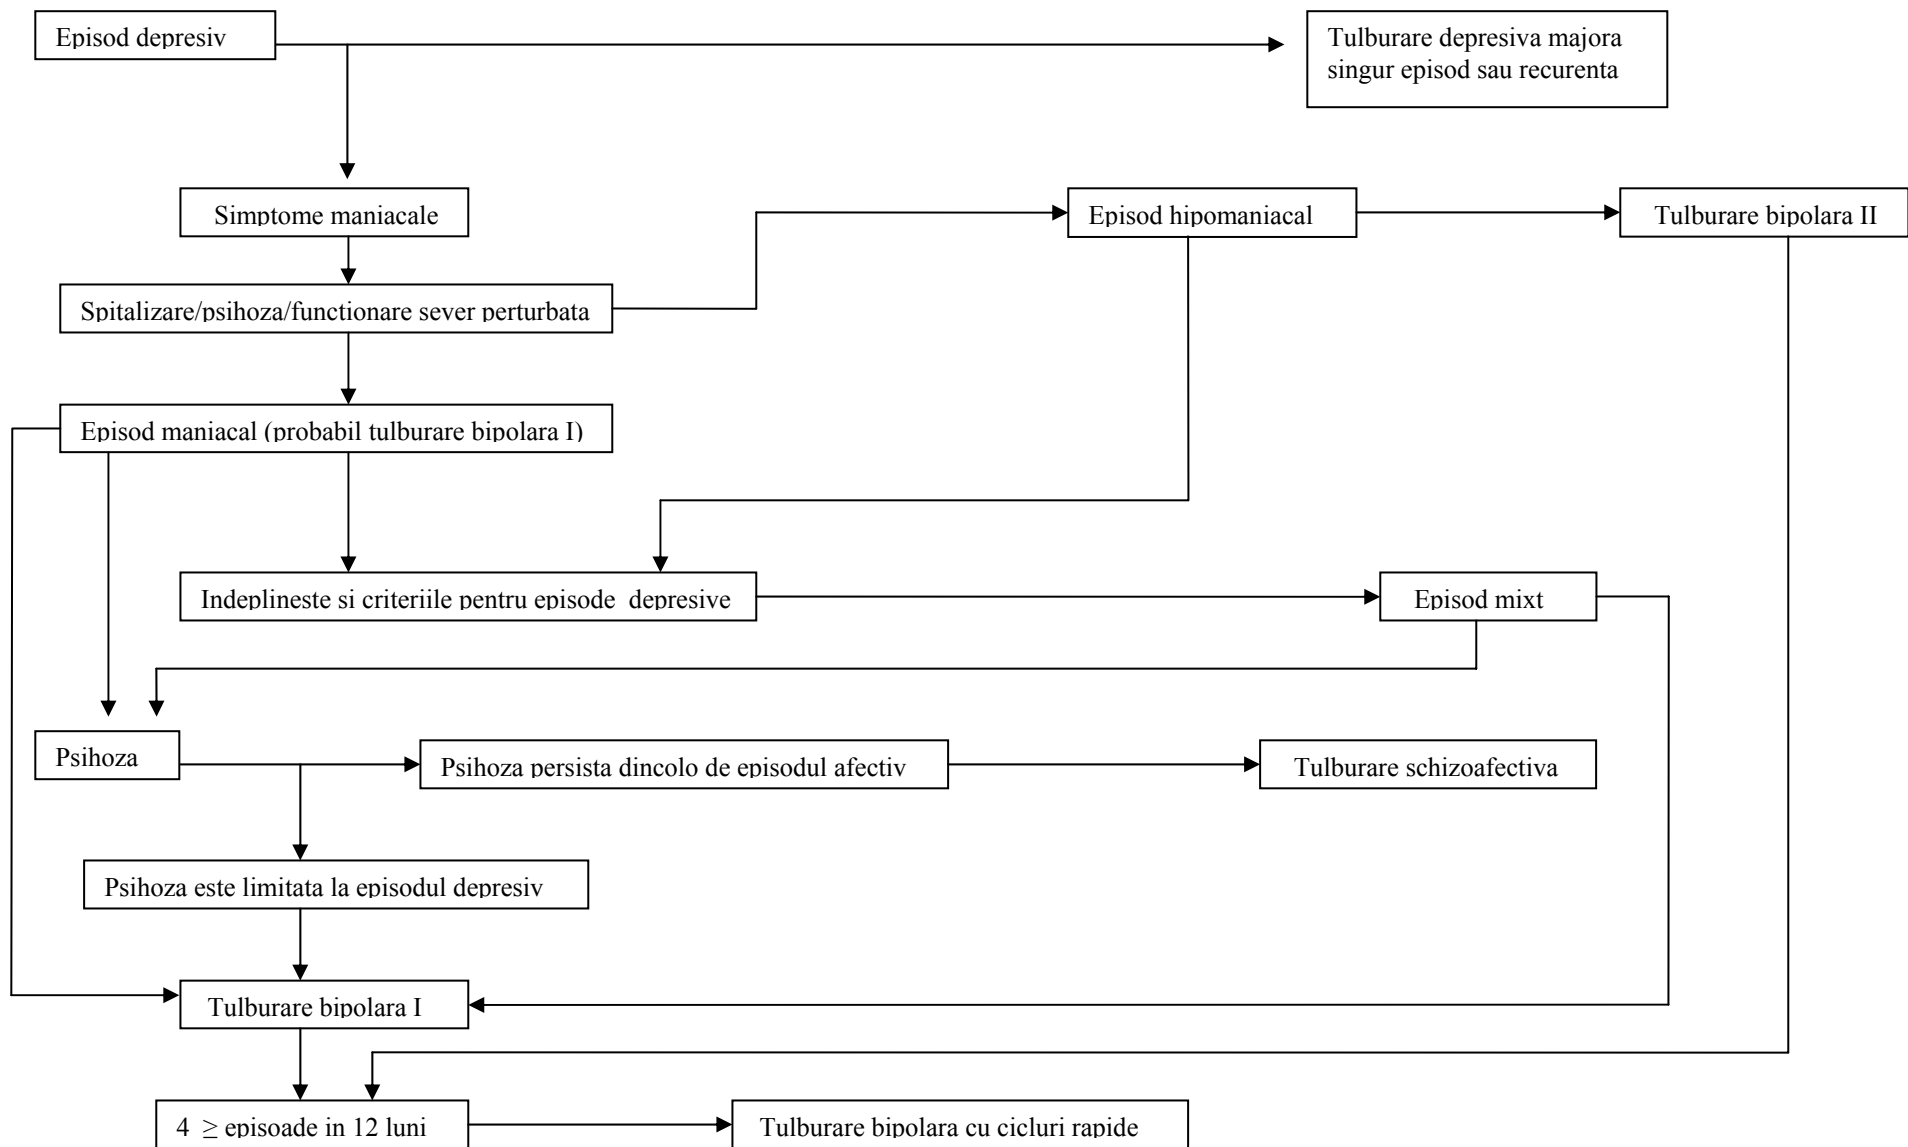 Episod depresiv
Tulburare depresiva majora
singur episod sau recurenta
Simptome maniacale
Episod hipomaniacal
Tulburare bipolara II
Spitalizare/psihoza/functionare sever perturbata
Episod maniacal (probabil tulburare bipolara I)
Indeplineste si criteriile pentru episode depresive
Episod mixt
Psihoza
Psihoza persista dincolo de episodul afectiv
Tulburare schizoafectiva
Psihoza este limitata la episodul depresiv
Tulburare bipolara I
4 ≥ episoade in 12 luni
Tulburare bipolara cu cicluri rapide